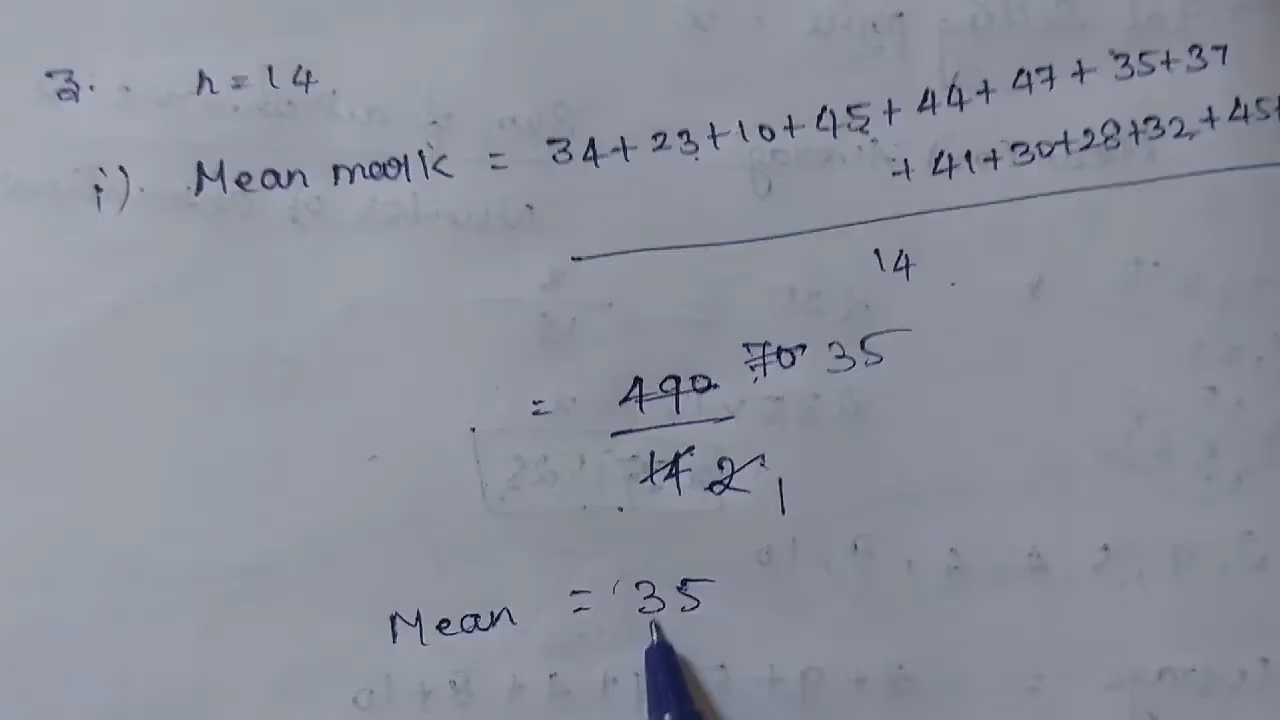 3. n = 14.
i). Mean mark = 34+23+10+45+44+47+35+37
+41+30+28+32+45+
14
= 490 70 35
14 2 1
Mean = 35